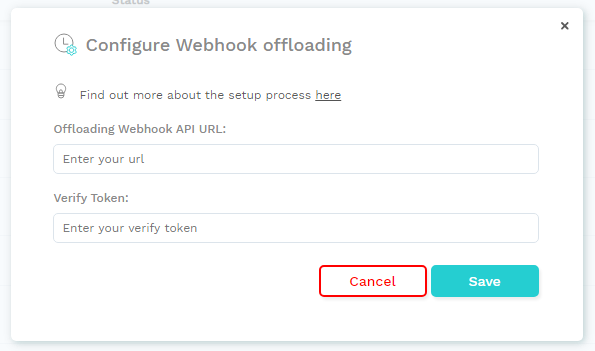 Status
×
Configure Webhook offloading
Find out more about the setup process here
Offloading Webhook API URL:
Enter your url
Verify Token:
Enter your verify token
Cancel Save